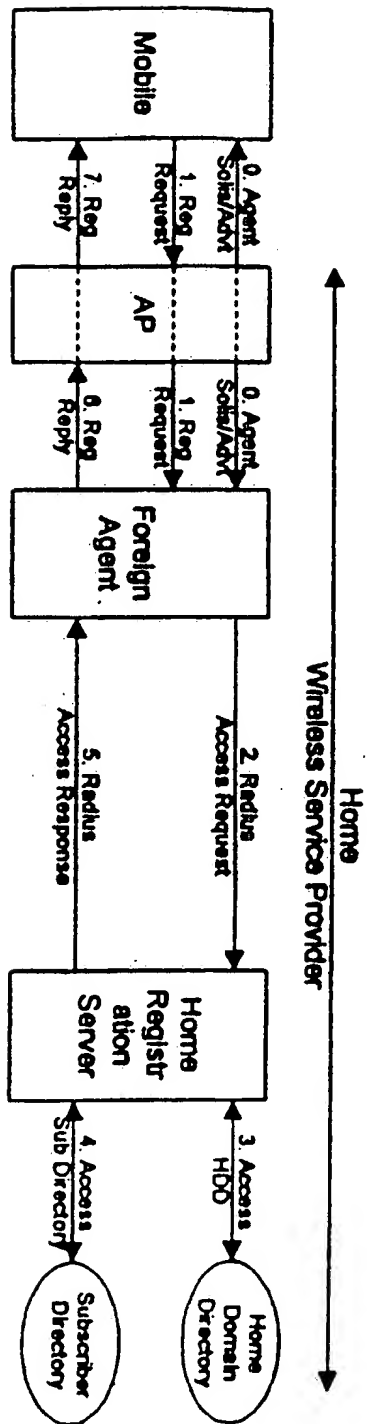 Home
Wireless Service Provider
Mobile
0. Agent
Solis/Advt
1. Reg
Request
7. Reg
Reply
AP
0. Agent
Solis/Advt
1. Reg
Request
6. Reg
Reply
Foreign
Agent
2. Radius
Access Request
5. Radius
Access Response
Home
Registr
ation
Server
3. Access
HDD
4. Access
Sub Directory
Home
Domain
Directory
Subscriber
Directory